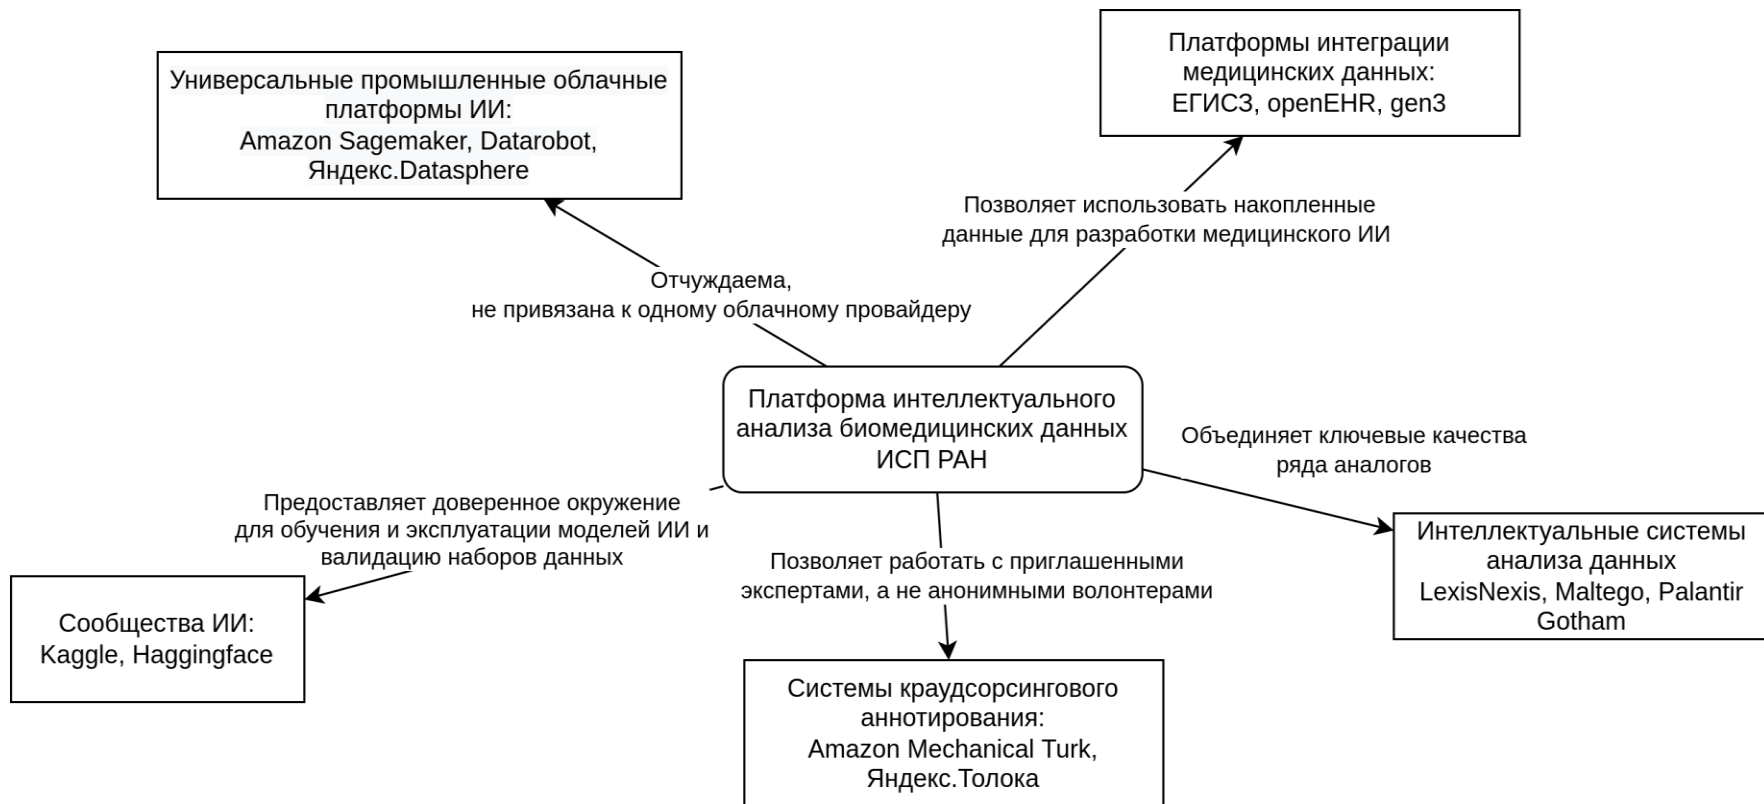 Универсальные промышленные облачные
платформы ИИ:
Amazon Sagemaker, Datarobot,
Яндекс.Datasphere
Платформы интеграции
медицинских данных:
ЕГИСЗ, openEHR, gen3
Позволяет использовать накопленные
данные для разработки медицинского ИИ
Отчуждаема,
не привязана к одному облачному провайдеру
Платформа интеллектуального
анализа биомедицинских данных
ИСП РАН
Объединяет ключевые качества
ряда аналогов
Предоставляет доверенное окружение
для обучения и эксплуатации моделей ИИ и
валидацию наборов данных
Позволяет работать с приглашенными
экспертами, а не анонимными волонтерами
Интеллектуальные системы
анализа данных
LexisNexis, Maltego, Palantir
Gotham
Сообщества ИИ:
Kaggle, Haggingface
Системы краудсорсингового
аннотирования:
Amazon Mechanical Turk,
Яндекс.Толока